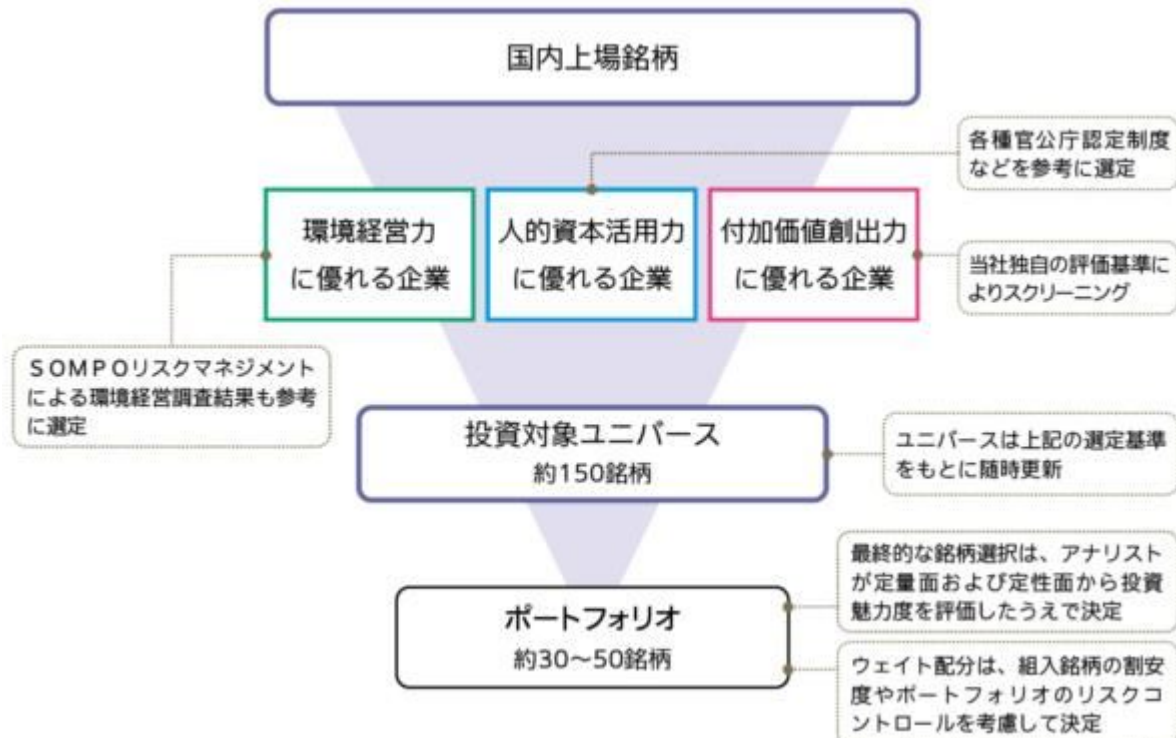 国内上場銘柄
各種官公庁認定制度
などを参考に選定
環境経営力
に優れる企業
人的資本活用力
に優れる企業
付加価値創出力
に優れる企業
当社独自の評価基準に
よりスクリーニング
SOMPOリスクマネジメント
による環境経営調査結果も参考
に選定
投資対象ユニバース
約150銘柄
ユニバースは上記の選定基準
をもとに随時更新
最終的な銘柄選択は、アナリスト
が定量面および定性面から投資
魅力度を評価したうえで決定
ポートフォリオ
約30～50銘柄
ウェイト配分は、組入銘柄の割安
度やポートフォリオのリスクコ
ントロールを考慮して決定